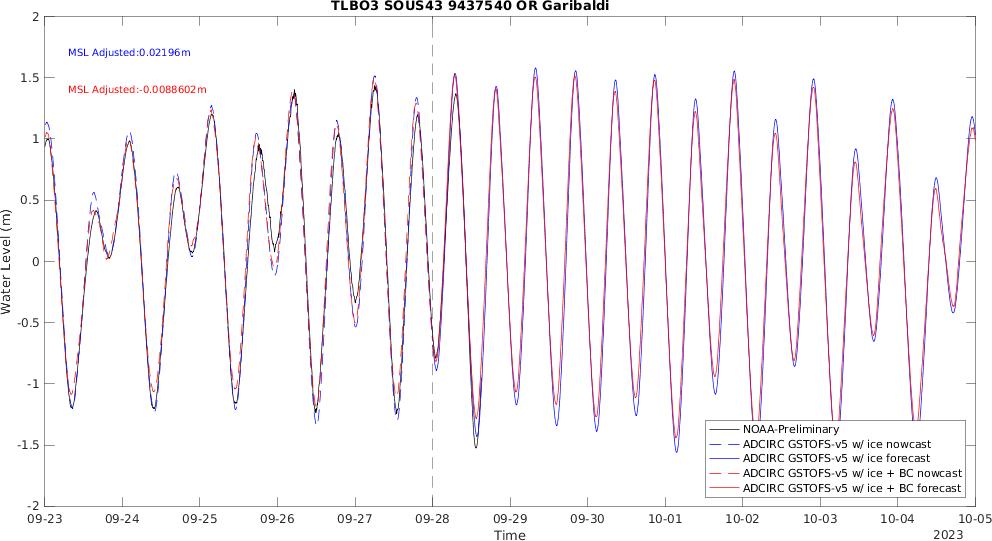 TLBO3 SOUS43 9437540 OR Garibaldi
MSL Adjusted:0.02196m
MSL Adjusted:-0.0088602m
Water Level (m)
2
1.5
1
0.5
0
-0.5
-1
-1.5
-2
NOAA-Preliminary
ADCIRC GSTOFS-v5 w/ ice nowcast
ADCIRC GSTOFS-v5 w/ ice forecast
ADCIRC GSTOFS-v5 w/ ice + BC nowcast
ADCIRC GSTOFS-v5 w/ ice + BC forecast
09-23 09-24 09-25 09-26 09-27 09-28 09-29 09-30 10-01 10-02 10-03 10-04 10-05
Time
2023